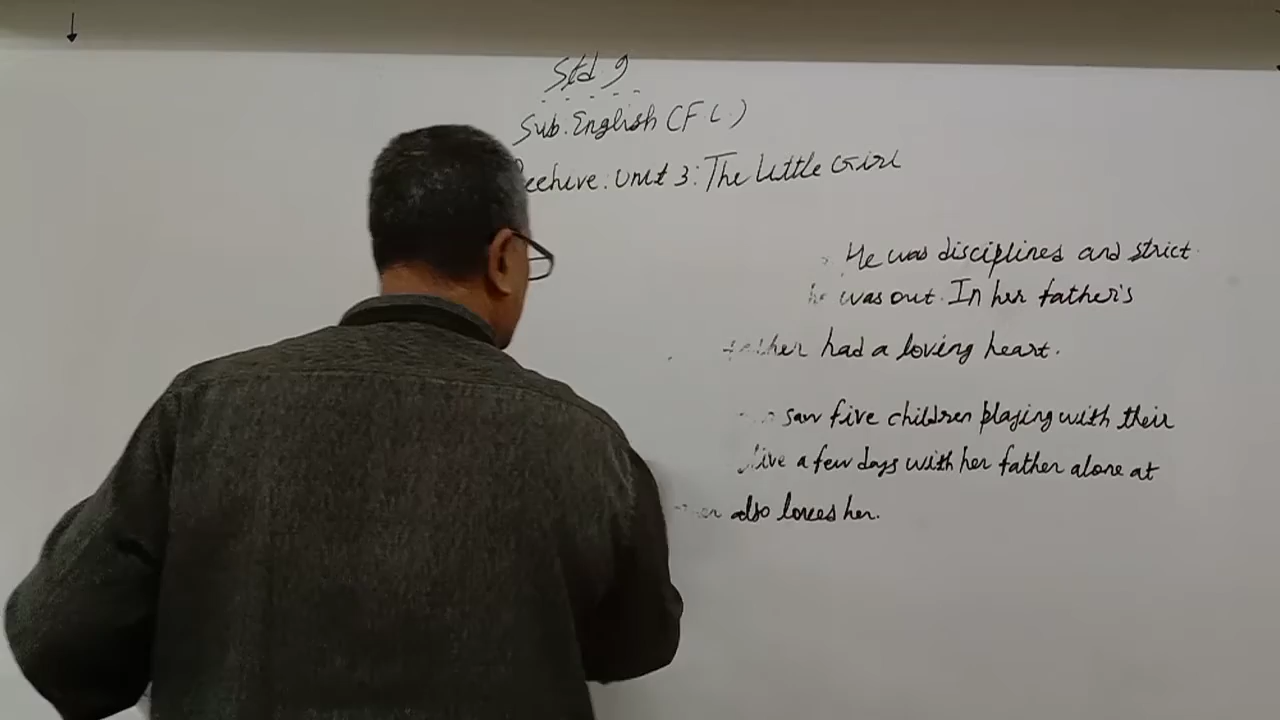 Std. 9
Sub. English (F L.)
Beehive: Unit 3: The Little Girl
He was disciplines and strict
he was out. In her father's
father had a loving heart.
saw five children playing with their
live a few days with her father alone at
also loves her.